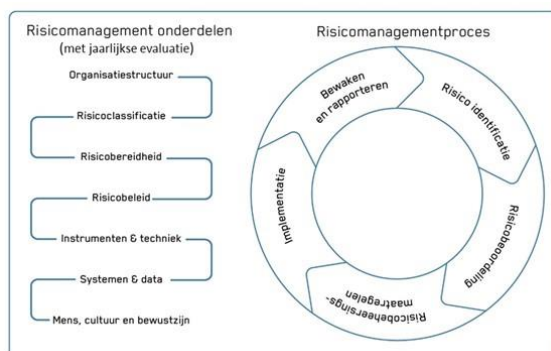 Risicomanagement onderdelen
(met jaarlijkse evaluatie)
Organisatiestructuur
Risicoclassificatie
Risicobereidheid
Risicobeleid
Instrumenten & techniek
Systemen & data
Mens, cultuur en bewustzijn
Risicomanagementproces
Bewaken
en rapporteren
Risico identificatie
Risicobeoordeling
Risicobeheersings-
maatregelen
Implementatie